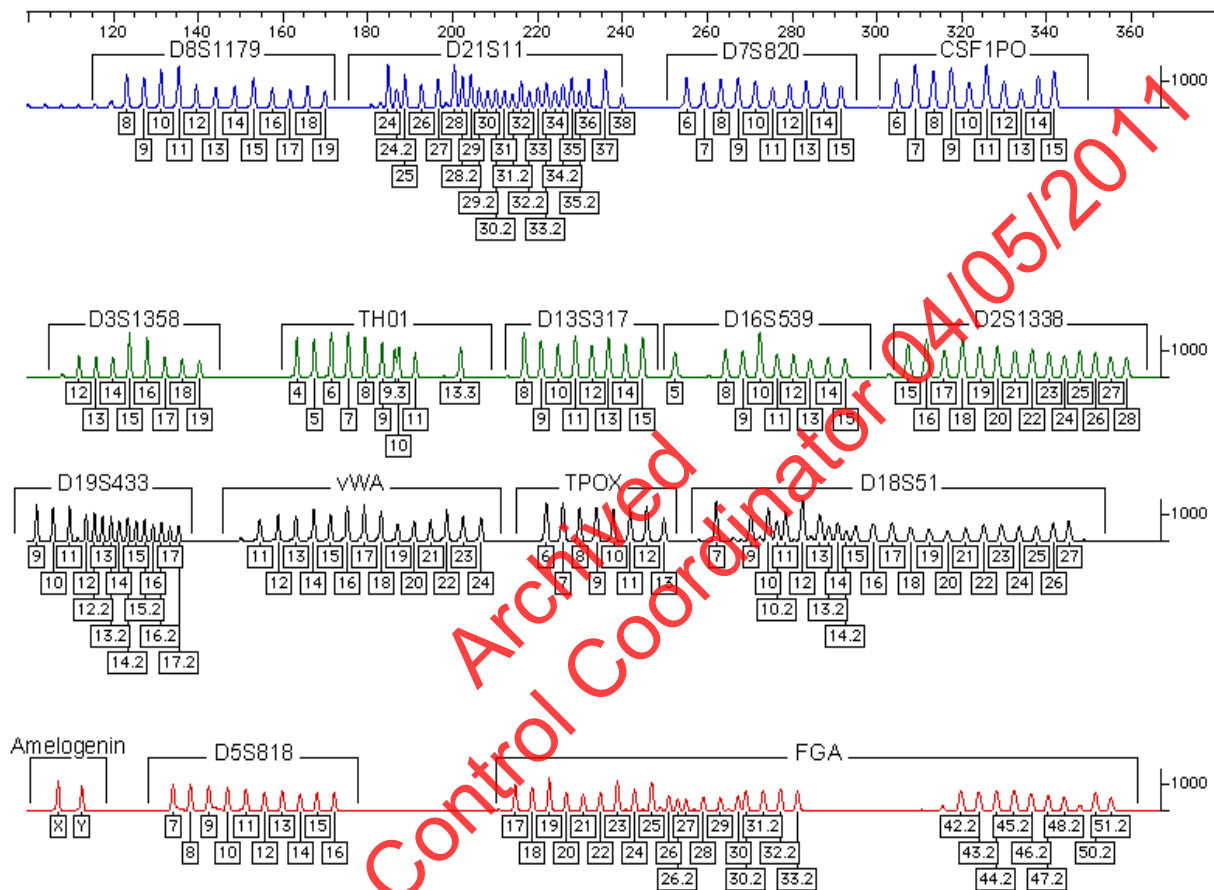 120 140 160 180 200 220 240 260 280 300 320 340 360
D8S1179 D21S11 D7S820 CSF1PO
1000
8 10 12 14 16 18 24 26 28 30 32 34 36 38 6 8 10 12 14 6 8 10 12 14
9 11 13 15 17 19 24.2 27 29 31 33 35 37 7 9 11 13 15 7 9 11 13 15
25 28.2 31.2 34.2
29.2 32.2 35.2
30.2 33.2
D3S1358 TH01 D13S317 D16S539 D2S1338
1000
12 14 16 18 4 6 8 9.3 13.3 8 10 12 14 5 8 10 12 14 15 17 19 21 23 25 27
13 15 17 19 5 7 9 11 9 11 13 15 9 11 13 15 16 18 20 22 24 26 28
10
D19S433 vWA TPOX D18S51
1000
9 11 13 15 17 11 13 15 17 19 21 23 6 8 10 12 7 9 11 13 15 17 19 21 23 25 27
10 12 14 16 12 14 16 18 20 22 24 7 9 11 13 10 12 14 16 18 20 22 24 26
12.2 15.2 10.2 13.2
13.2 16.2 14.2
14.2 17.2
Amelogenin D5S818 FGA
1000
X Y 7 9 11 13 15 17 19 21 23 25 27 29 31.2 42.2 45.2 48.2 51.2
8 10 12 14 16 18 20 22 24 26 28 30 32.2 43.2 46.2 50.2
26.2 30.2 33.2 44.2 47.2
Archived
Control Coordinator 04/05/2011